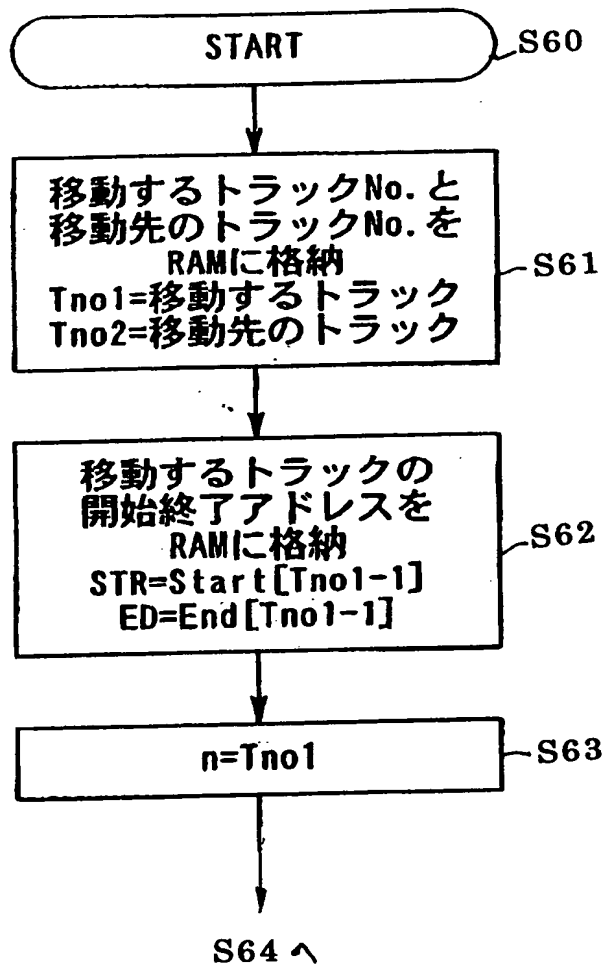 START
S60
移動するトラックNo.と
移動先のトラックNo.を
RAMに格納
Tno1=移動するトラック
Tno2=移動先のトラック
S61
移動するトラックの
開始終了アドレスを
RAMに格納
STR=Start[Tno1-1]
ED=End[Tno1-1]
S62
n=Tno1
S63
S64へ